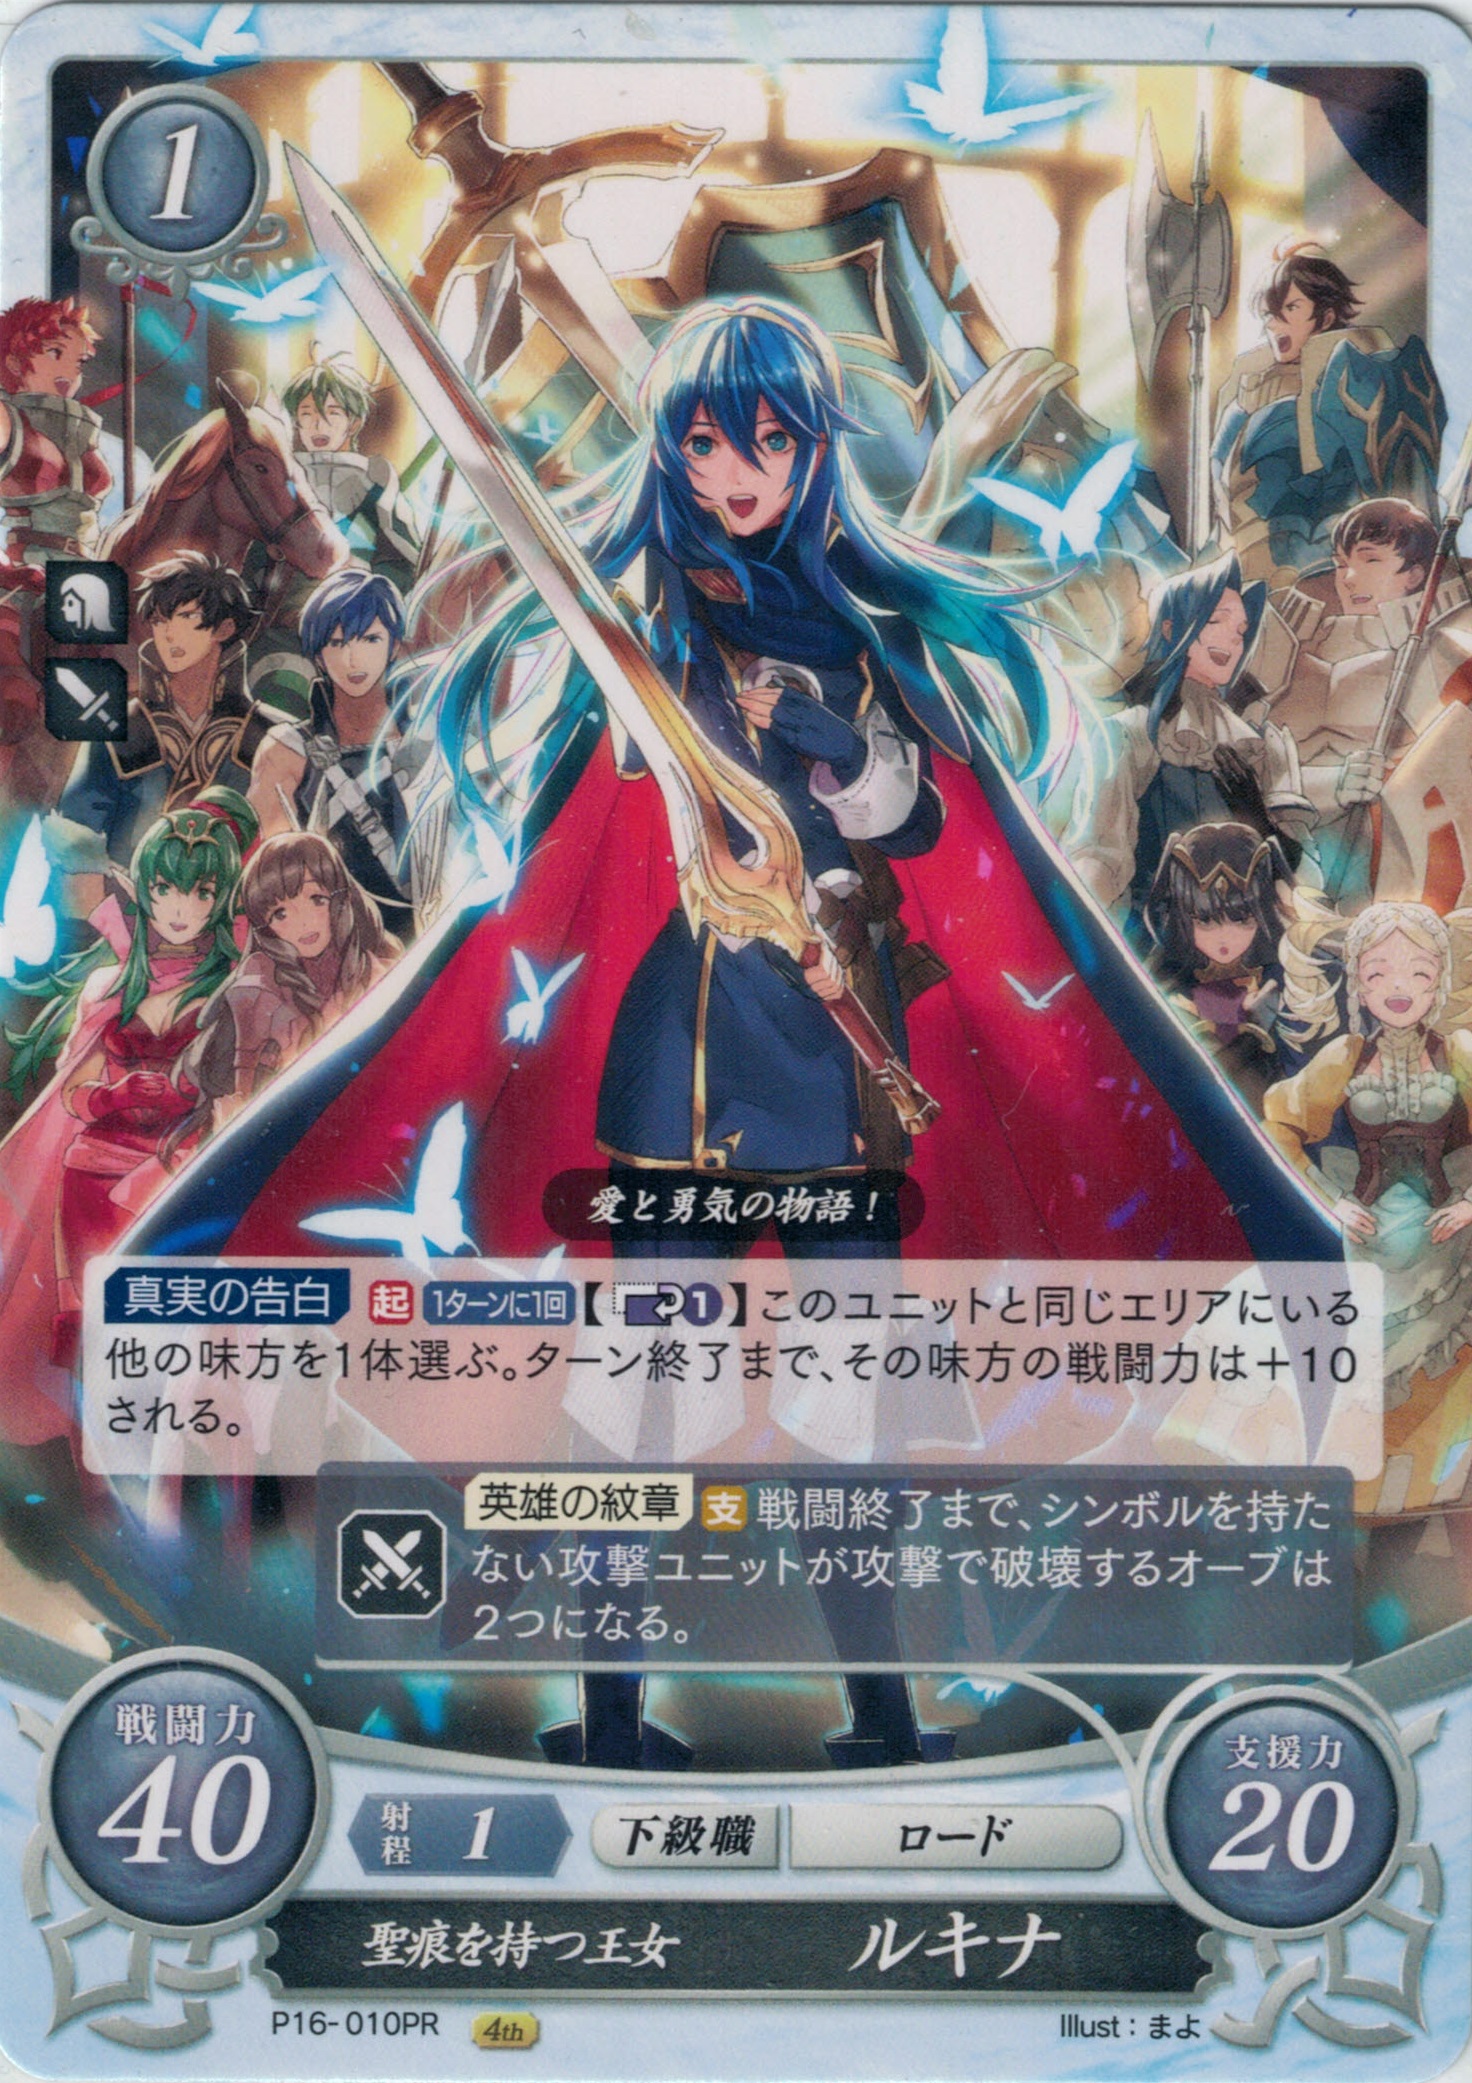 1
愛と勇気の物語！
真実の告白 起 1ターンに1回【1】このユニットと同じエリアにいる
他の味方を1体選ぶ。ターン終了まで、その味方の戦闘力は＋10
される。
英雄の紋章 支 戦闘終了まで、シンボルを持た
ない攻撃ユニットが攻撃で破壊するオーブは
2つになる。
戦闘力
40
射程 1 下級職 ロード
支援力
20
聖痕を持つ王女 ルキナ
P16-010PR 4th Illust：まよ